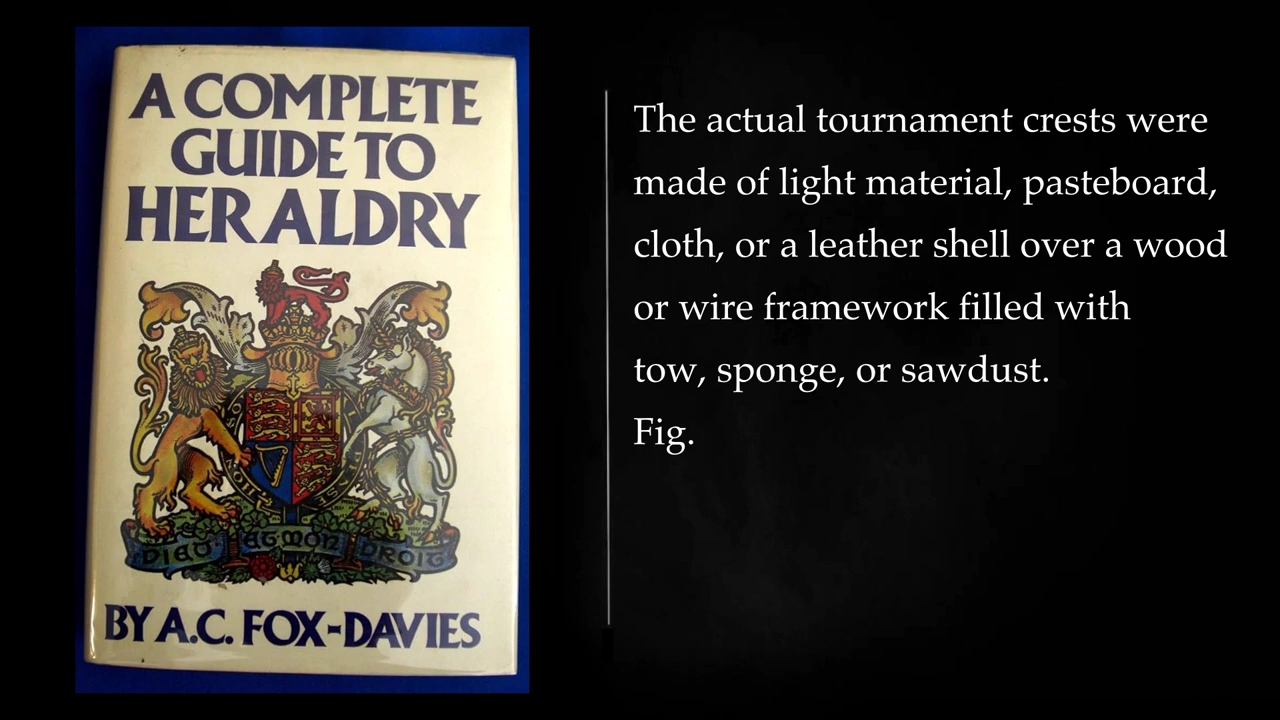 A COMPLETE
GUIDE TO
HERALDRY
DIEU ET MON DROIT
BY A.C. FOX-DAVIES
The actual tournament crests were
made of light material, pasteboard,
cloth, or a leather shell over a wood
or wire framework filled with
tow, sponge, or sawdust.
Fig.